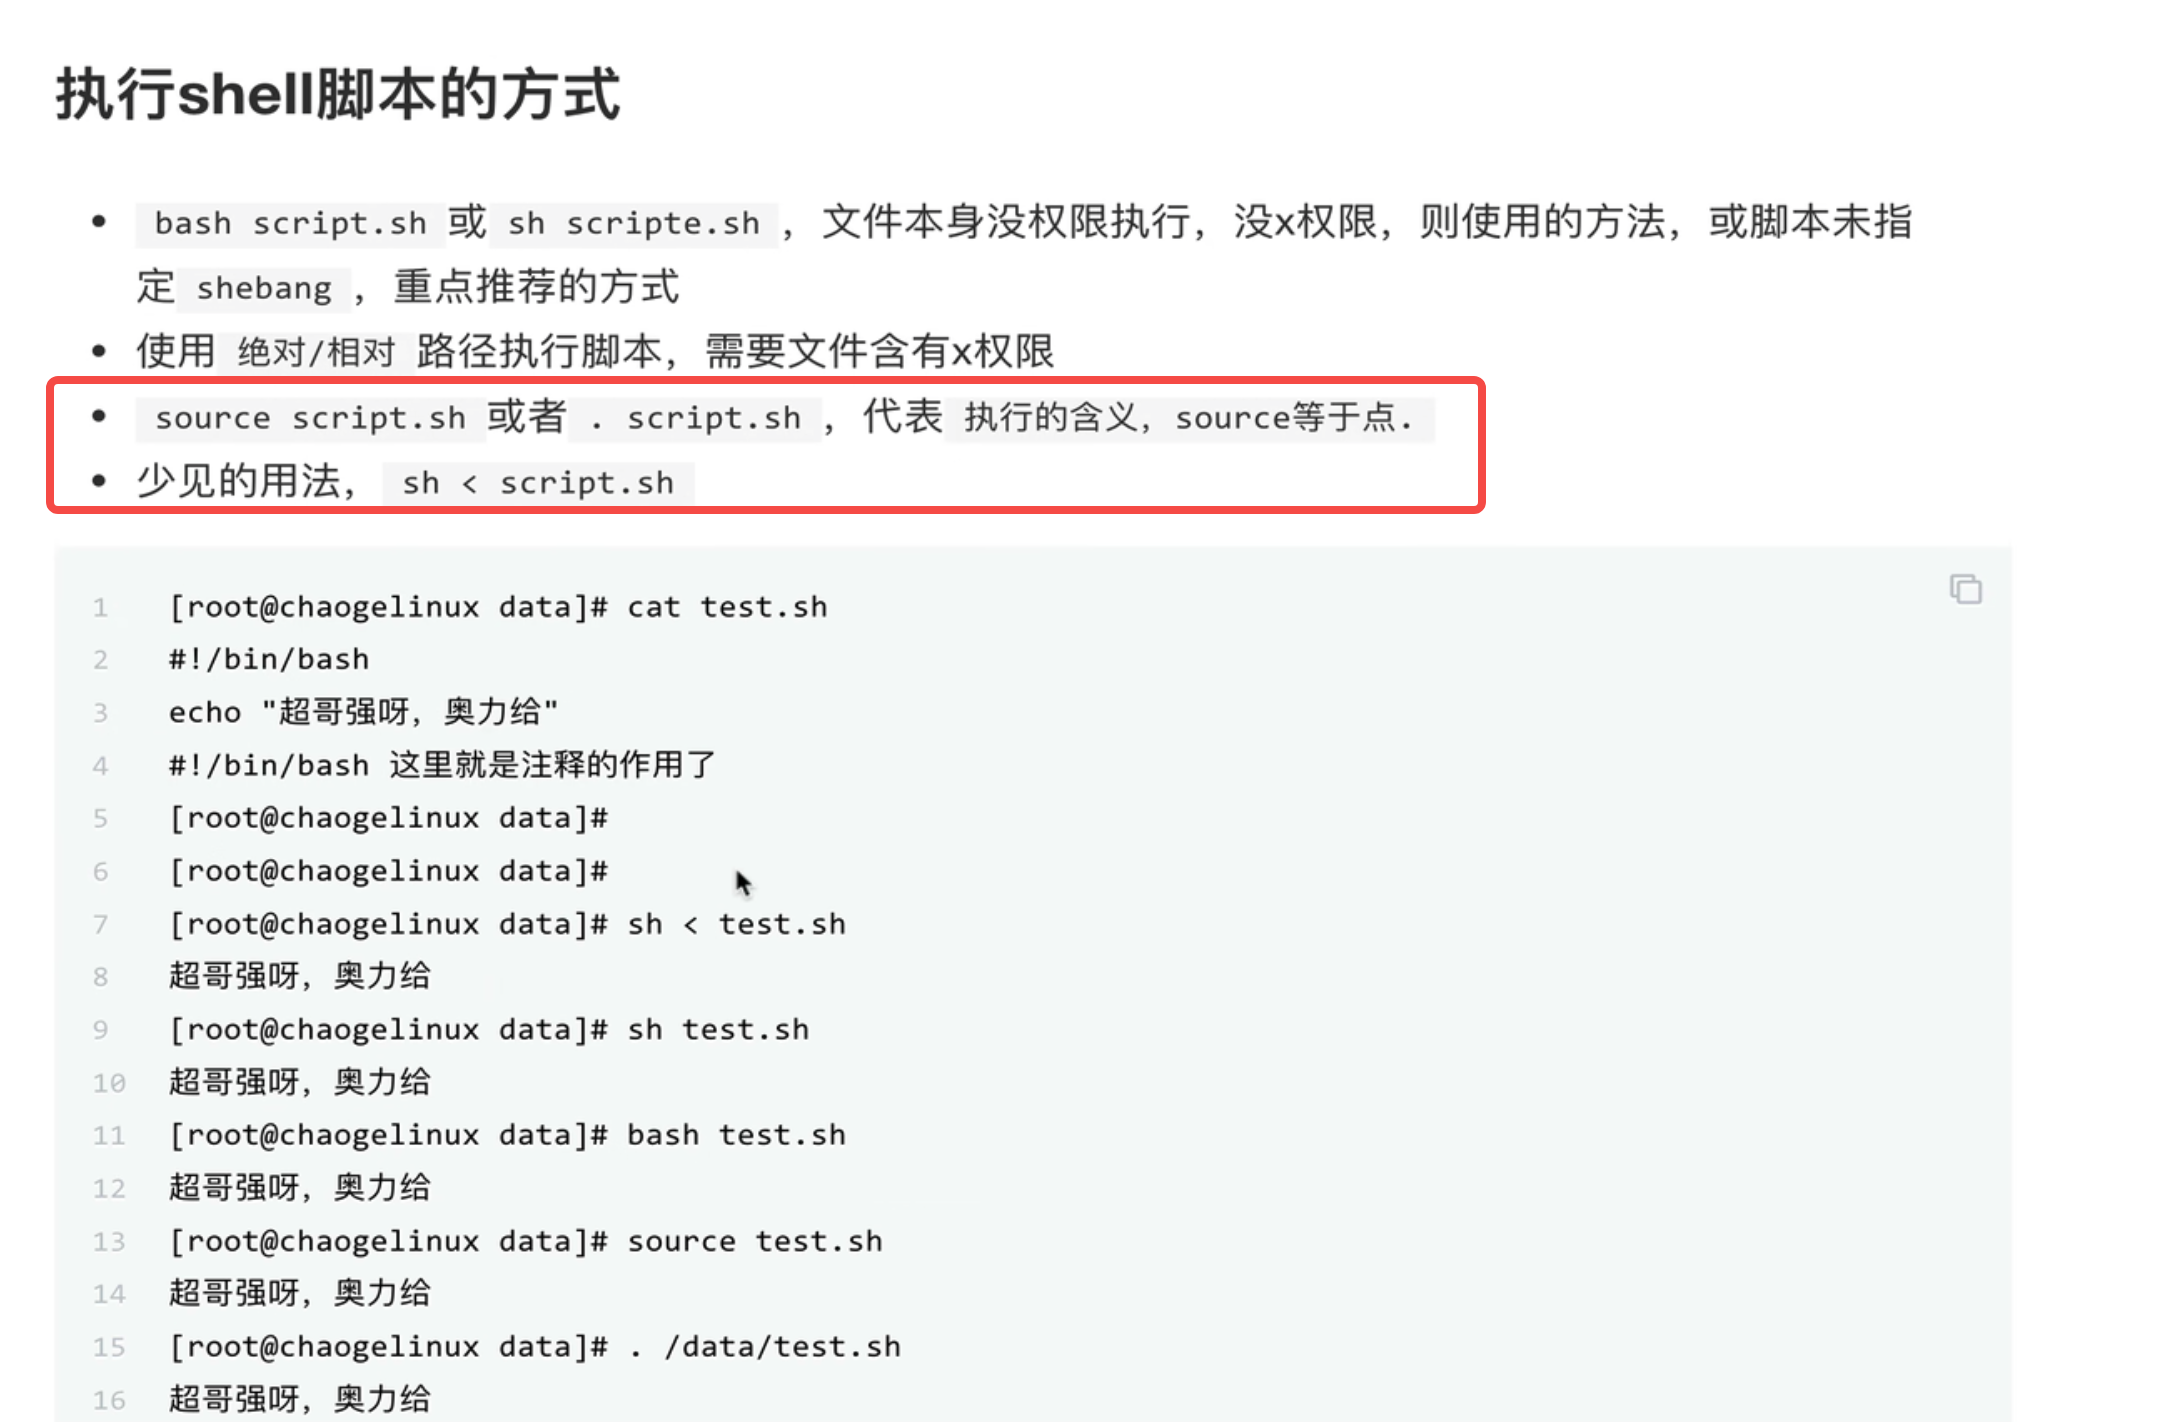 执行shell脚本的方式
bash script.sh 或 sh scripte.sh ，文件本身没权限执行，没x权限，则使用的方法，或脚本未指
定 shebang ，重点推荐的方式
使用 绝对/相对 路径执行脚本，需要文件含有x权限
source script.sh 或者 . script.sh ，代表 执行的含义，source等于点.
少见的用法， sh < script.sh
1 [root@chaogelinux data]# cat test.sh
2 #!/bin/bash
3 echo "超哥强呀，奥力给"
4 #!/bin/bash 这里就是注释的作用了
5 [root@chaogelinux data]#
6 [root@chaogelinux data]#
7 [root@chaogelinux data]# sh < test.sh
8 超哥强呀，奥力给
9 [root@chaogelinux data]# sh test.sh
10 超哥强呀，奥力给
11 [root@chaogelinux data]# bash test.sh
12 超哥强呀，奥力给
13 [root@chaogelinux data]# source test.sh
14 超哥强呀，奥力给
15 [root@chaogelinux data]# . /data/test.sh
16 超哥强呀，奥力给